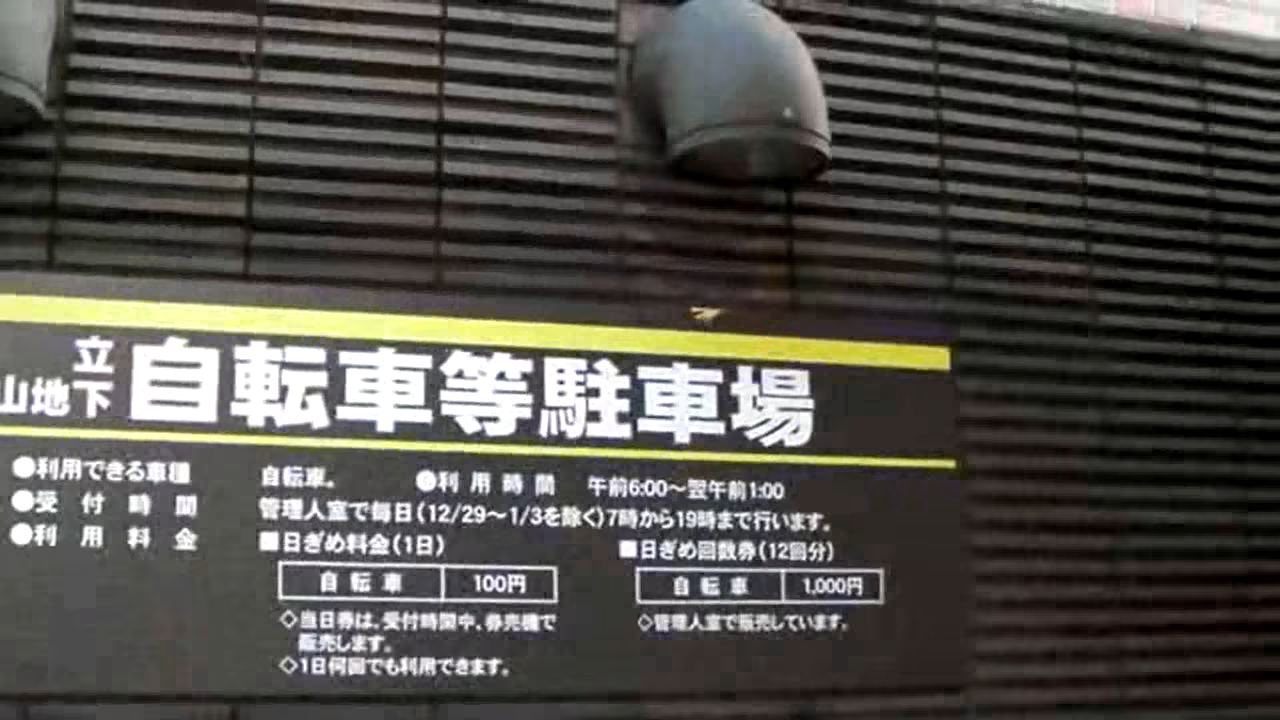 立
山地下
自転車等駐車場
●利用できる車種 自転車。 ●利用時間 午前6:00～翌午前1:00
●受付時間 管理人室で毎日(12/29～1/3を除く)7時から19時まで行います。
●利用料金 ■日ぎめ料金(1日) ■日ぎめ回数券(12回分)
自転車 100円 自転車 1,000円
◇当日券は、受付時間中、券売機で ◇管理人室で販売しています。
販売します。
◇1日何回でも利用できます。